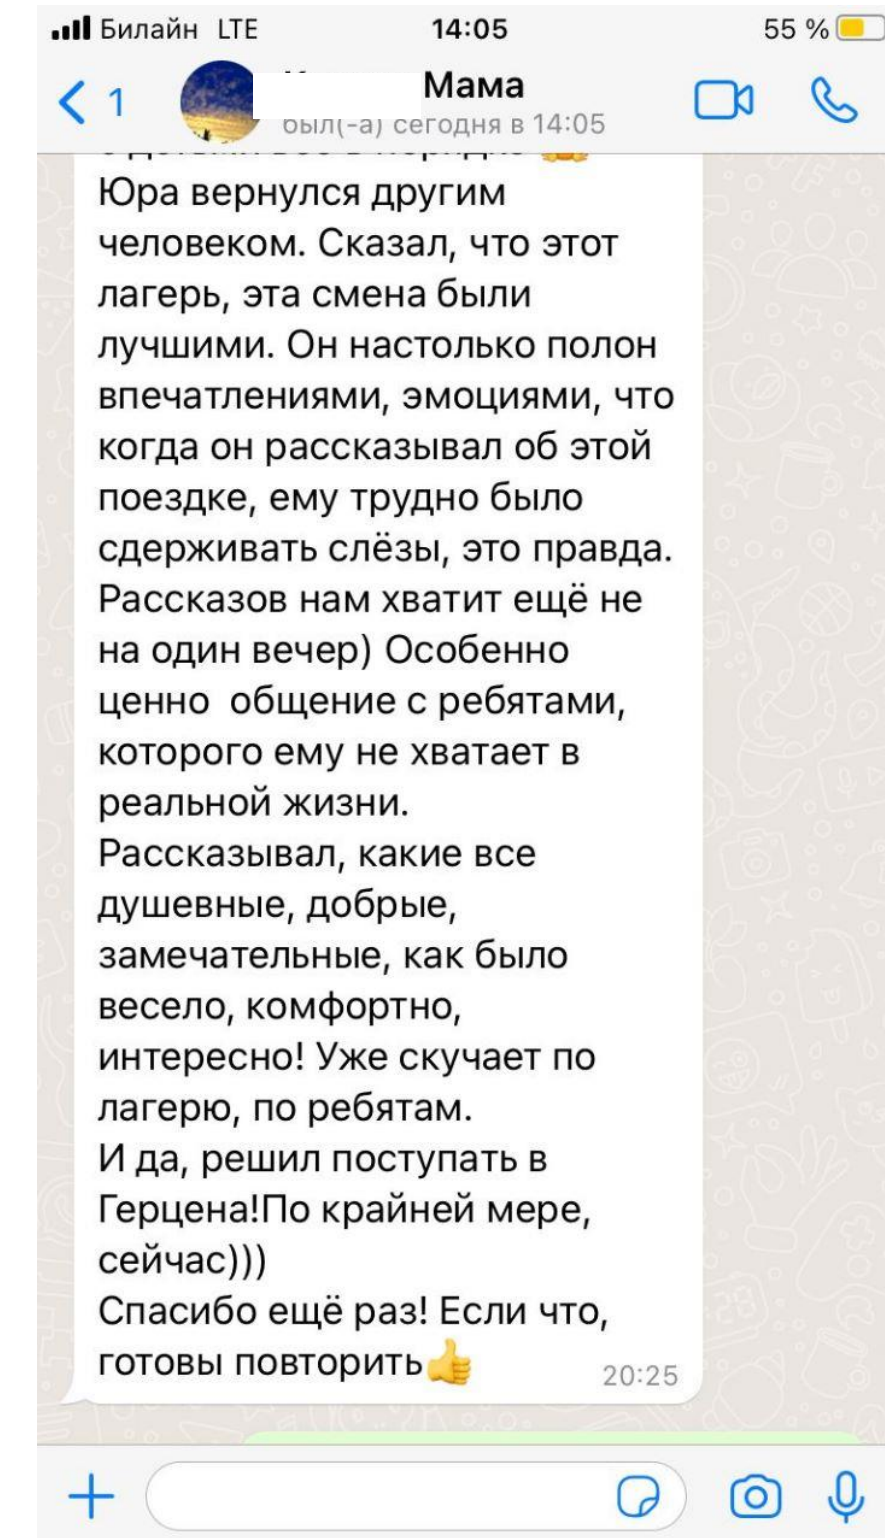 Билайн LTE 14:05 55 %
1 Мама
был(-а) сегодня в 14:05
Юра вернулся другим
человеком. Сказал, что этот
лагерь, эта смена были
лучшими. Он настолько полон
впечатлениями, эмоциями, что
когда он рассказывал об этой
поездке, ему трудно было
сдерживать слёзы, это правда.
Рассказов нам хватит ещё не
на один вечер) Особенно
ценно  общение с ребятами,
которого ему не хватает в
реальной жизни.
Рассказывал, какие все
душевные, добрые,
замечательные, как было
весело, комфортно,
интересно! Уже скучает по
лагерю, по ребятам.
И да, решил поступать в
Герцена!По крайней мере,
сейчас)))
Спасибо ещё раз! Если что,
готовы повторить👍
20:25